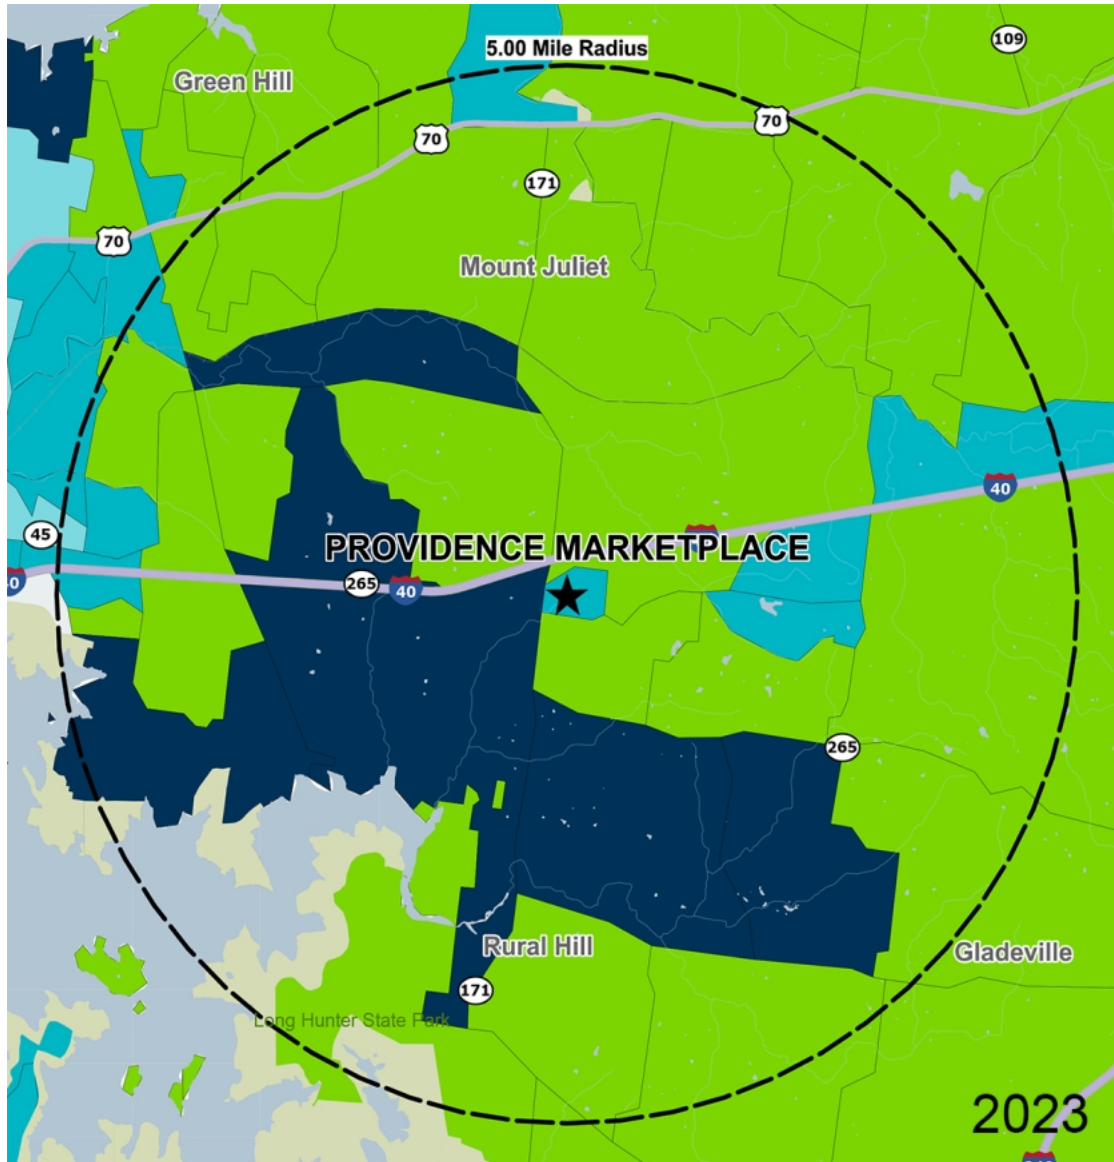 5.00 Mile Radius
109
Green Hill
70
70
171
70
Mount Juliet
40
45
PROVIDENCE MARKETPLACE
265
40
265
Rural Hill
Gladeville
171
Long Hunter State Park
2023